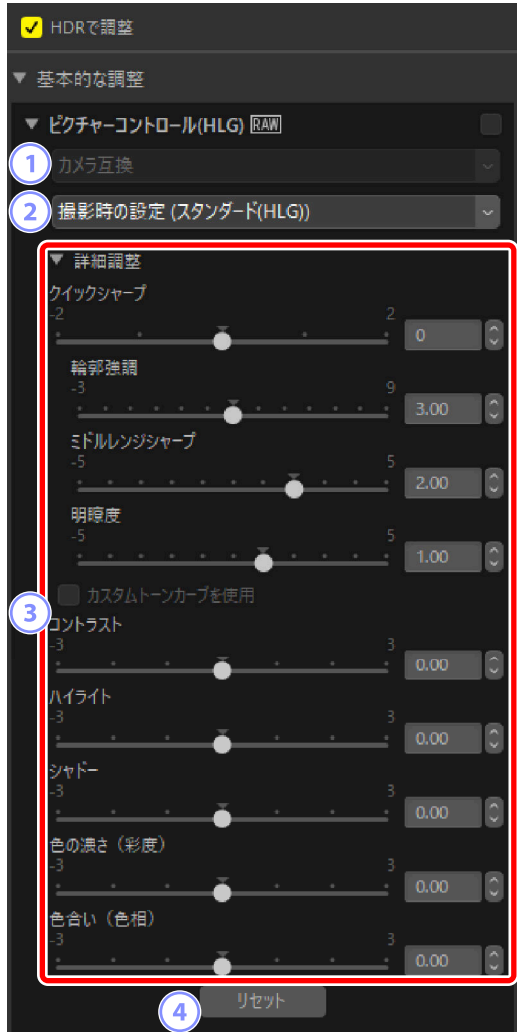 HDRで調整
基本的な調整
ピクチャーコントロール(HLG) RAW
1 カメラ互換
2 撮影時の設定 (スタンダード(HLG))
詳細調整
クイックシャープ
-2 2
0
輪郭強調
-3 9
3.00
ミドルレンジシャープ
-5 5
2.00
明瞭度
-5 5
1.00
カスタムトーンカーブを使用
3
コントラスト
-3 3
0.00
ハイライト
-3 3
0.00
シャドー
-3 3
0.00
色の濃さ（彩度）
-3 3
0.00
色合い（色相）
-3 3
0.00
4 リセット